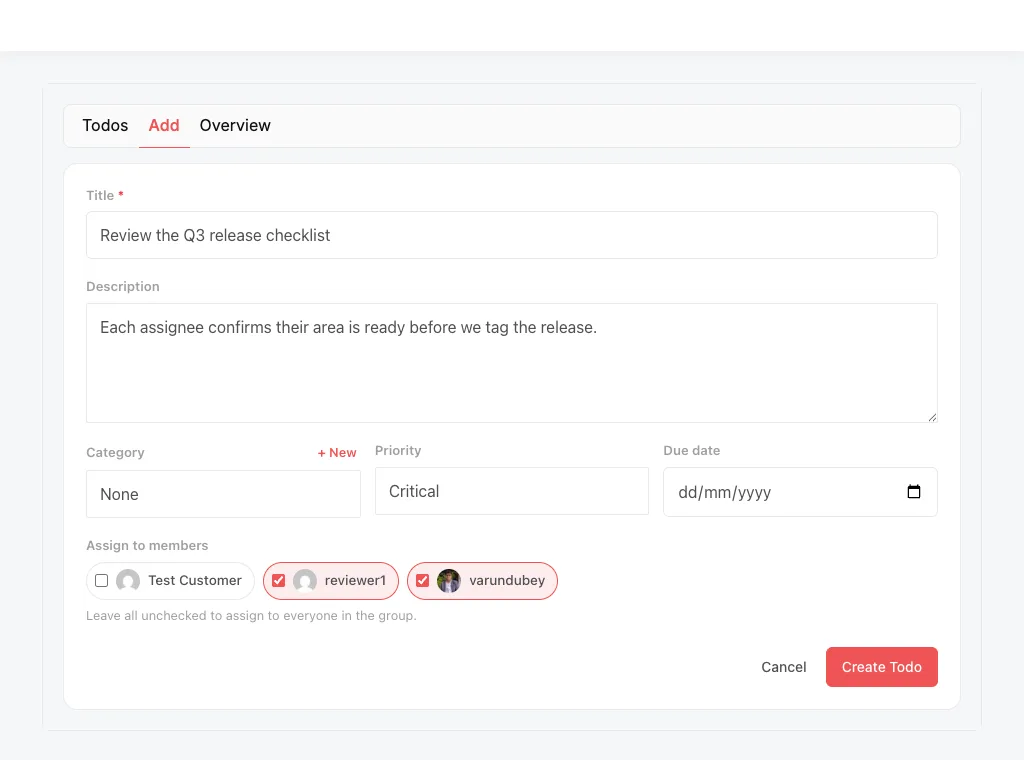 Todos Add Overview
Title *
Review the Q3 release checklist
Description
Each assignee confirms their area is ready before we tag the release.
Category + New Priority Due date
None Critical dd/mm/yyyy
Assign to members
Test Customer reviewer1 varundubey
Leave all unchecked to assign to everyone in the group.
Cancel Create Todo